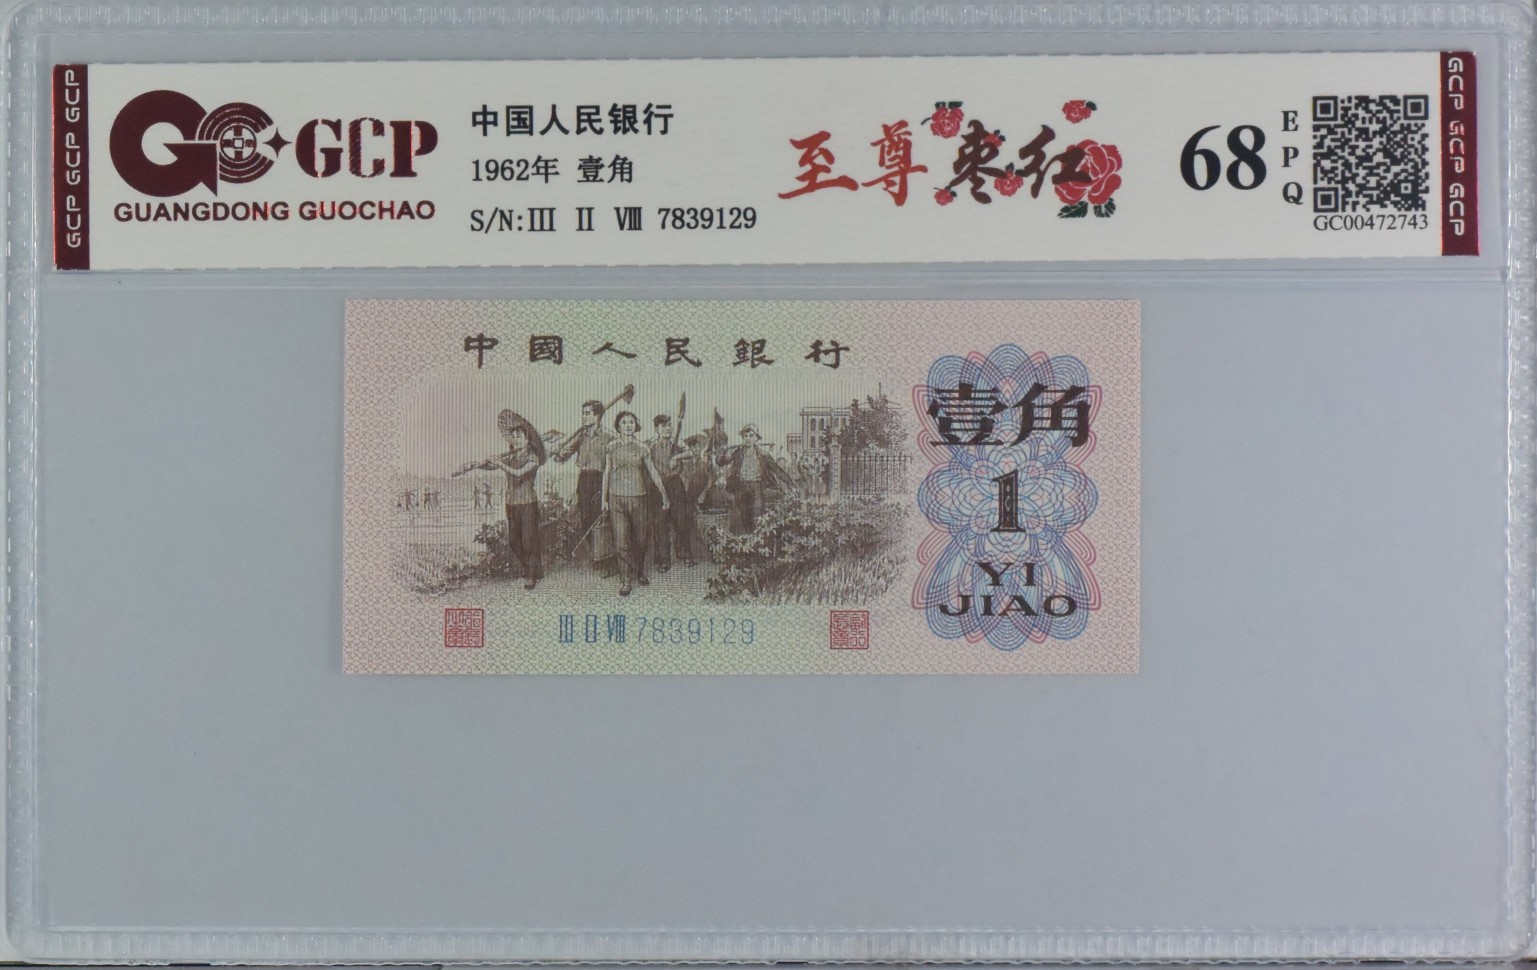 GCP GCP GCP
GCP
GUANGDONG GUOCHAO
中国人民银行
1962年 壹角
S/N:III II VIII 7839129
至尊枣红
68
EPQ
GC00472743
GCP GCP GCP
中國人民銀行
壹角
1
YI
JIAO
III II VIII 7839129